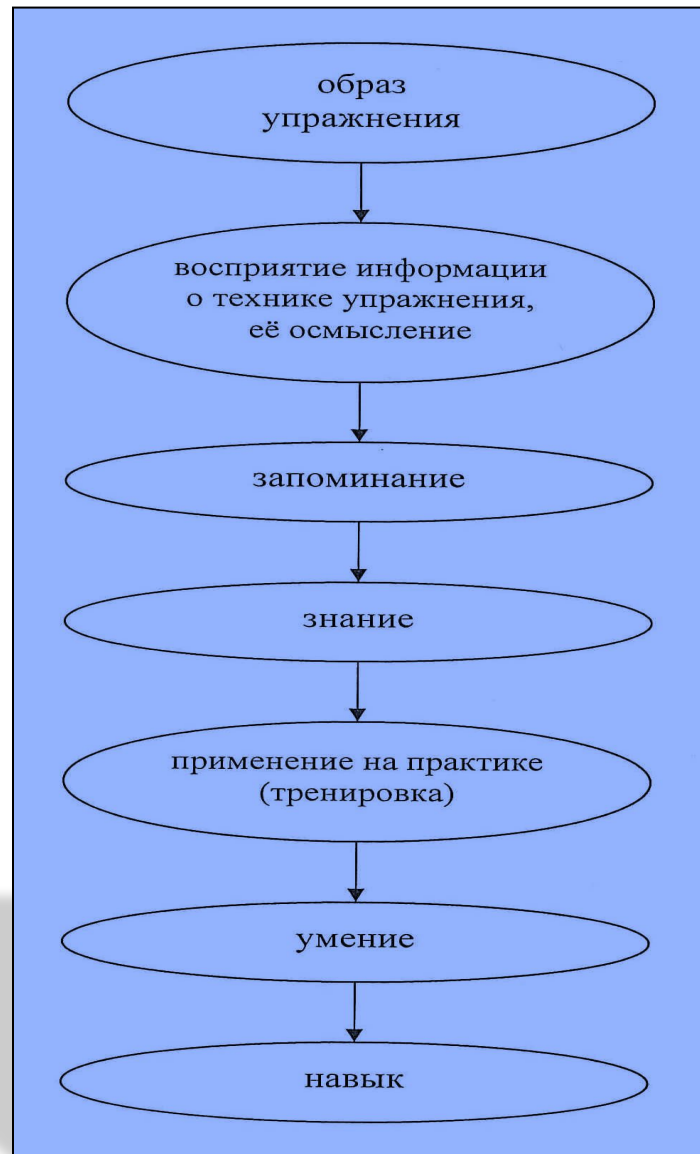 образ
упражнения
восприятие информации
о технике упражнения,
её осмысление
запоминание
знание
применение на практике
(тренировка)
умение
навык